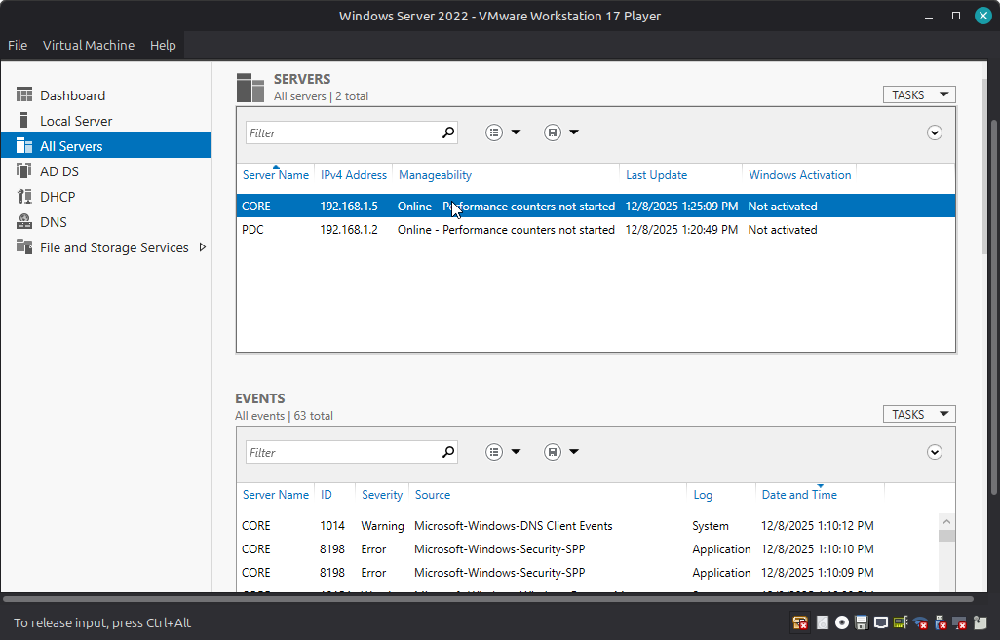 Windows Server 2022 - VMware Workstation 17 Player
File Virtual Machine Help
Dashboard
Local Server
All Servers
AD DS
DHCP
DNS
File and Storage Services
SERVERS
All servers | 2 total
TASKS
Filter
Server Name IPv4 Address Manageability Last Update Windows Activation
CORE 192.168.1.5 Online - Performance counters not started 12/8/2025 1:25:09 PM Not activated
PDC 192.168.1.2 Online - Performance counters not started 12/8/2025 1:20:49 PM Not activated
EVENTS
All events | 63 total
TASKS
Filter
Server Name ID Severity Source Log Date and Time
CORE 1014 Warning Microsoft-Windows-DNS Client Events System 12/8/2025 1:10:12 PM
CORE 8198 Error Microsoft-Windows-Security-SPP Application 12/8/2025 1:10:10 PM
CORE 8198 Error Microsoft-Windows-Security-SPP Application 12/8/2025 1:10:09 PM
To release input, press Ctrl+Alt